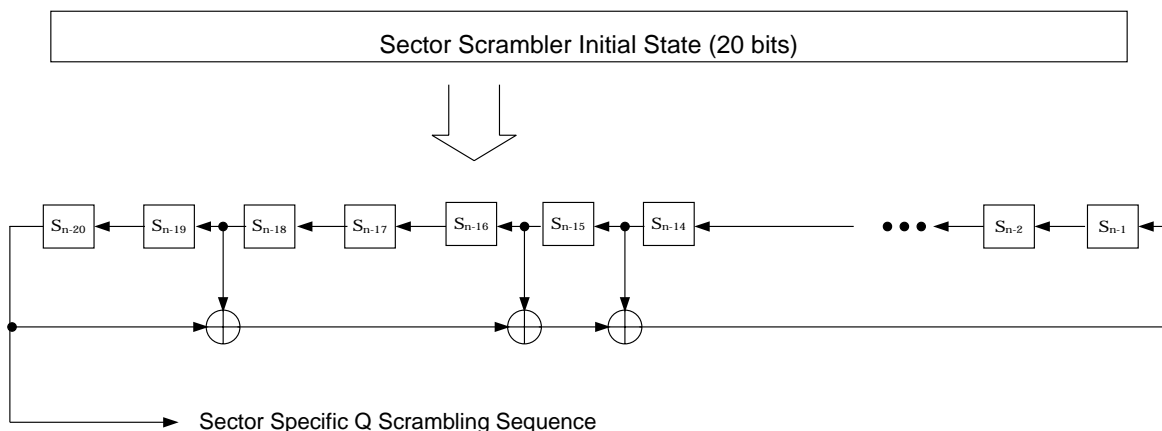 Sector Scrambler Initial State (20 bits)
Sn-20 Sn-19 Sn-18 Sn-17 Sn-16 Sn-15 Sn-14 Sn-2 Sn-1
Sector Specific Q Scrambling Sequence